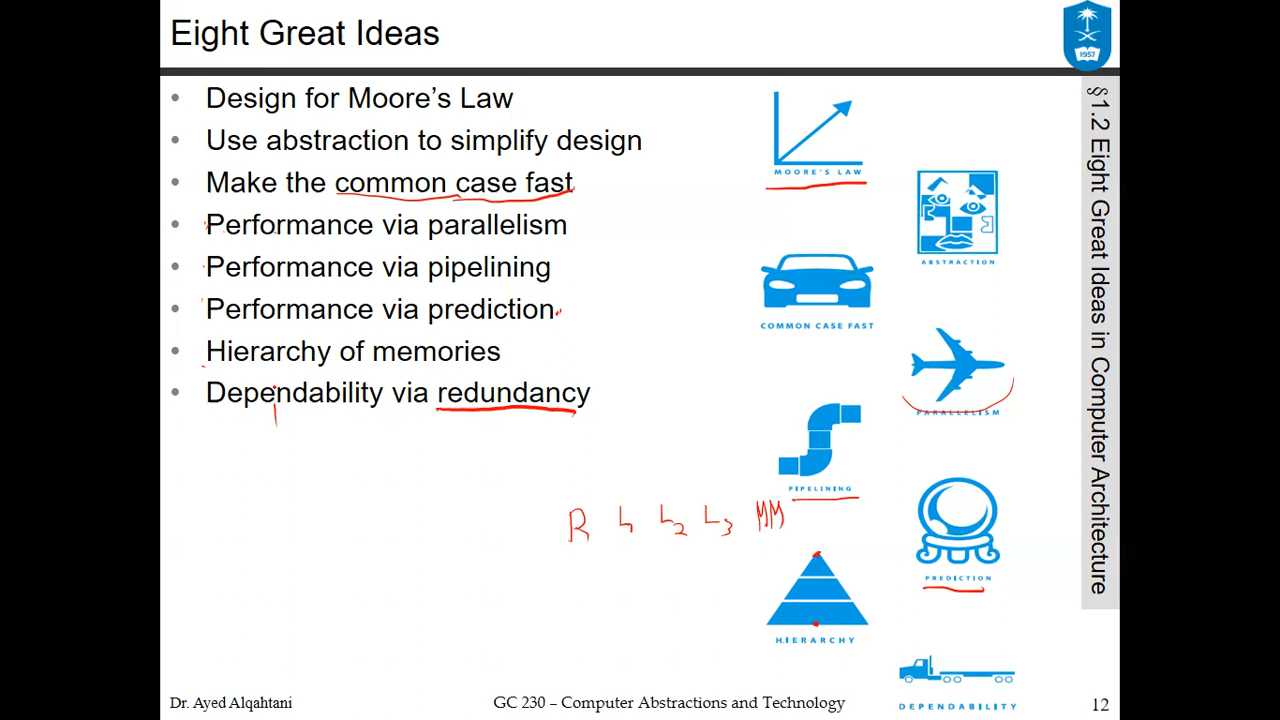 Eight Great Ideas
1957
• Design for Moore's Law
• Use abstraction to simplify design
• Make the common case fast
• Performance via parallelism
• Performance via pipelining
• Performance via prediction
• Hierarchy of memories
• Dependability via redundancy
MOORE'S LAW
ABSTRACTION
COMMON CASE FAST
PARALLELISM
PIPELINING
PREDICTION
R L1 L2 L3 MM
HIERARCHY
DEPENDABILITY
§1.2 Eight Great Ideas in Computer Architecture
Dr. Ayed Alqahtani
GC 230 – Computer Abstractions and Technology
12